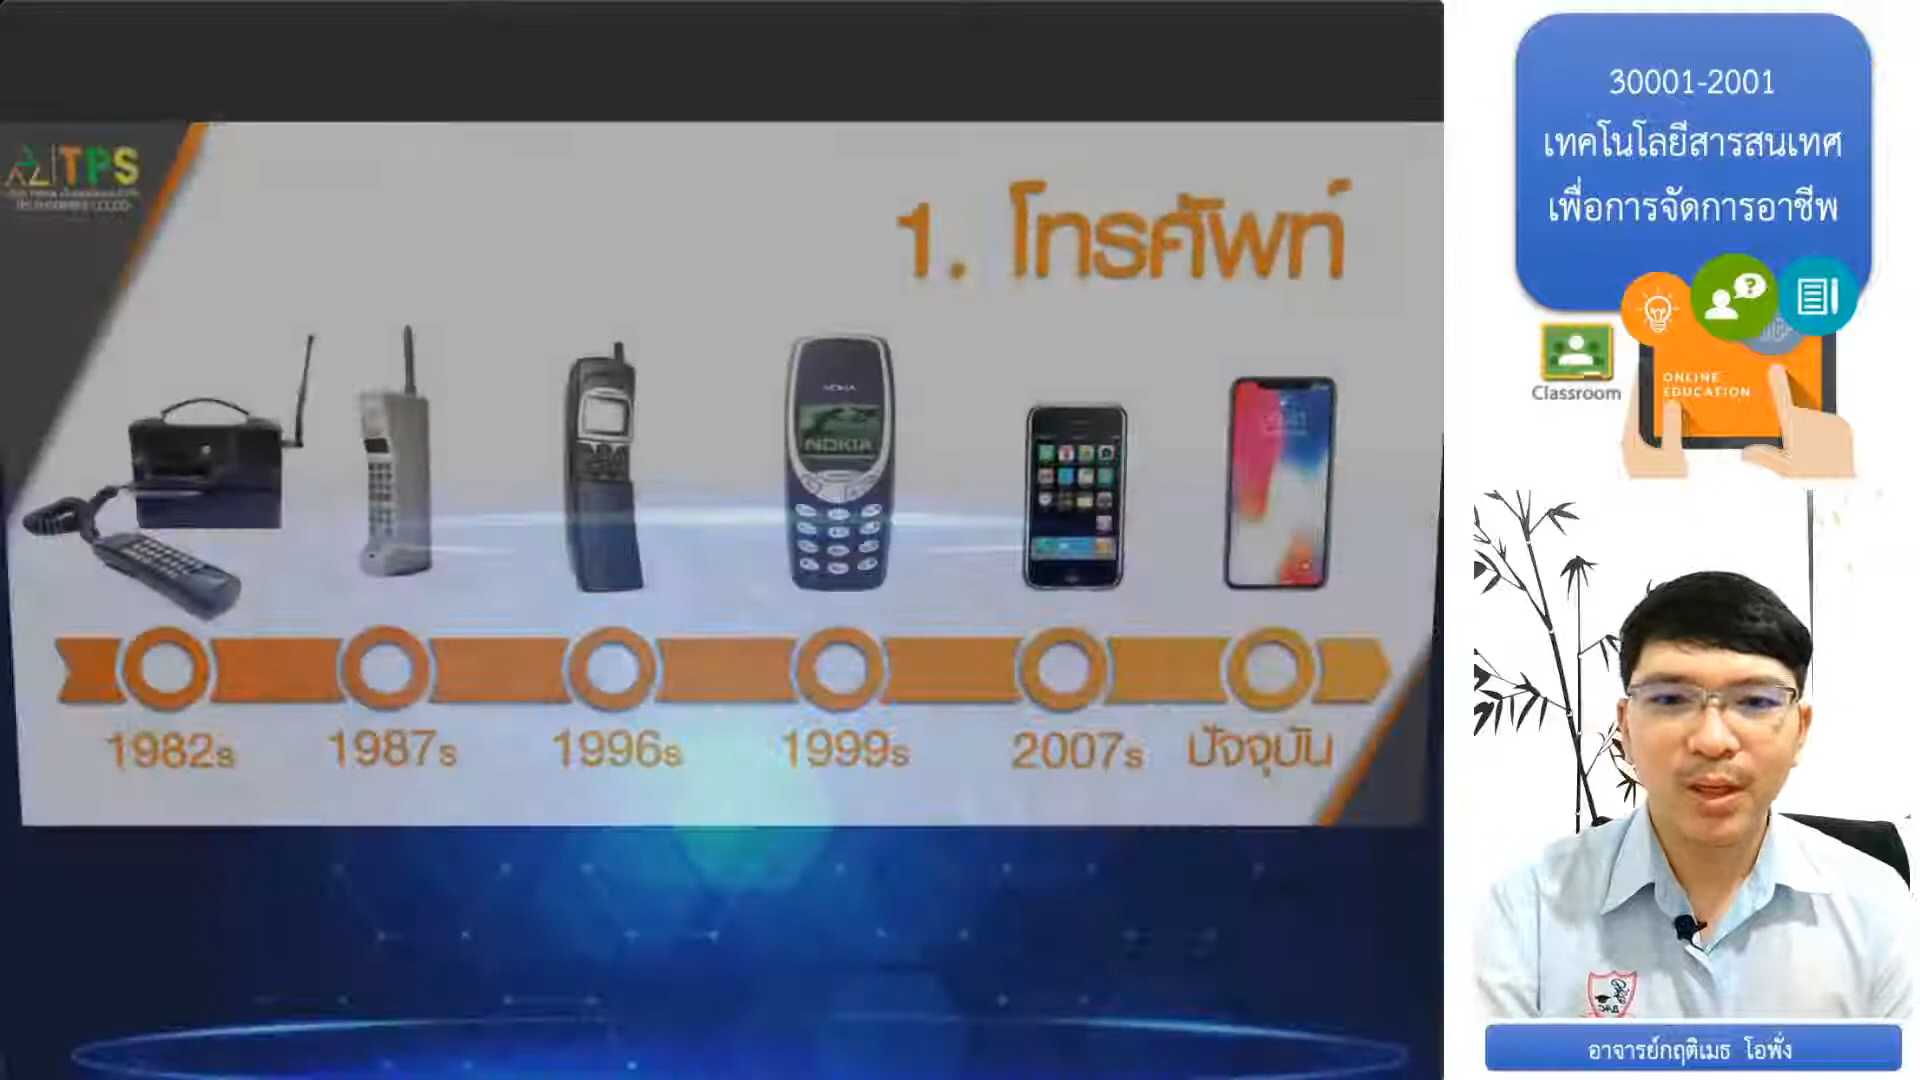 TPS
1. โทรศัพท์
NOKIA
NOKIA
1982s
1987s
1996s
1999s
2007s
ปัจจุบัน
30001-2001
เทคโนโลยีสารสนเทศ
เพื่อการจัดการอาชีพ
?
Classroom
ONLINE
EDUCATION
อาจารย์กฤติเมธ โอพั่ง